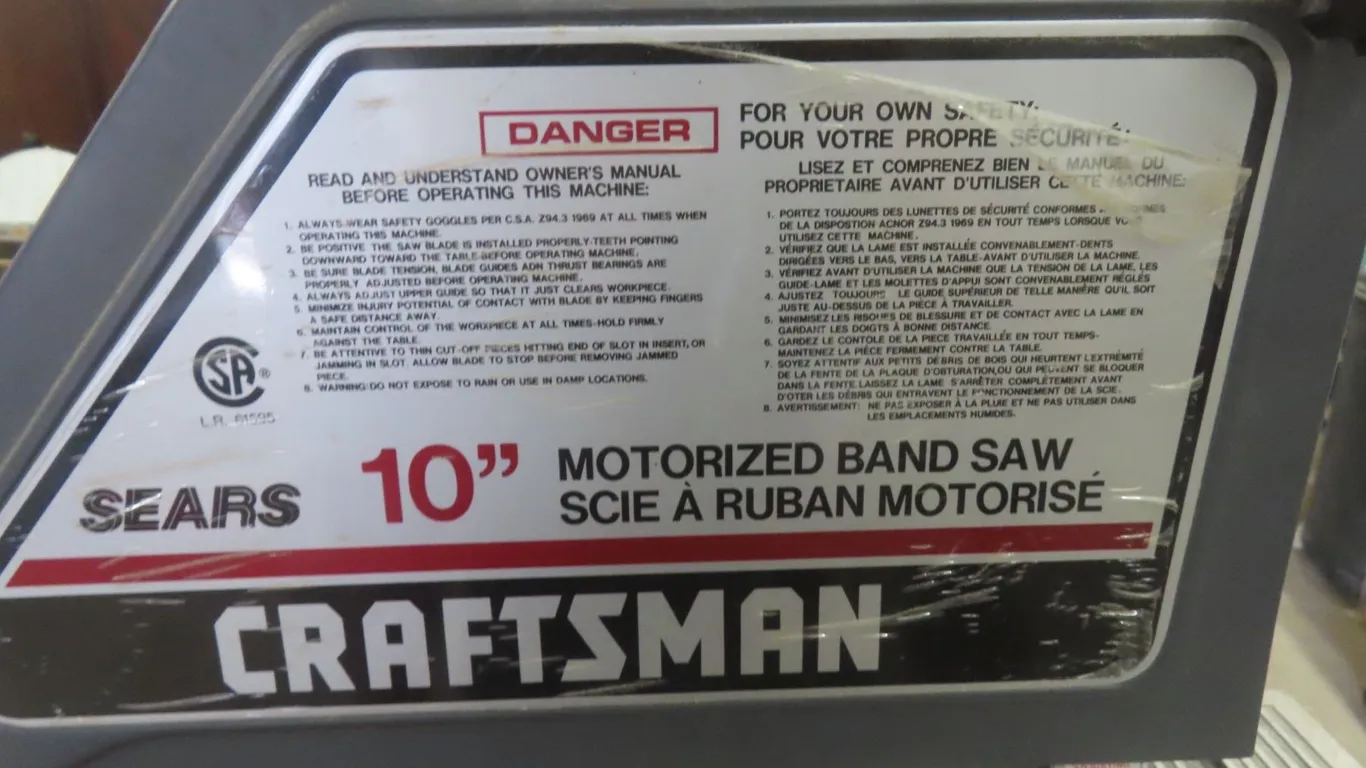 DANGER
FOR YOUR OWN SAFETY:
POUR VOTRE PROPRE SÉCURITÉ:
READ AND UNDERSTAND OWNER'S MANUAL
BEFORE OPERATING THIS MACHINE:
1. ALWAYS WEAR SAFETY GOGGLES PER C.S.A. Z94.3 1969 AT ALL TIMES WHEN
OPERATING THIS MACHINE.
2. BE POSITIVE THE SAW BLADE IS INSTALLED PROPERLY-TEETH POINTING
DOWNWARD TOWARD THE TABLE-BEFORE OPERATING MACHINE.
3. BE SURE BLADE TENSION, BLADE GUIDES ADN THRUST BEARINGS ARE
PROPERLY ADJUSTED BEFORE OPERATING MACHINE.
4. ALWAYS ADJUST UPPER GUIDE SO THAT IT JUST CLEARS WORKPIECE.
5. MINIMIZE INJURY POTENTIAL OF CONTACT WITH BLADE BY KEEPING FINGERS
A SAFE DISTANCE AWAY.
6. MAINTAIN CONTROL OF THE WORKPIECE AT ALL TIMES-HOLD FIRMLY
AGAINST THE TABLE.
7. BE ATTENTIVE TO THIN CUT-OFF PIECES HITTING END OF SLOT IN INSERT, OR
JAMMING IN SLOT. ALLOW BLADE TO STOP BEFORE REMOVING JAMMED
PIECE.
8. WARNING: DO NOT EXPOSE TO RAIN OR USE IN DAMP LOCATIONS.
LISEZ ET COMPRENEZ BIEN LE MANUEL DU
PROPRIETAIRE AVANT D'UTILISER CETTE MACHINE:
1. PORTEZ TOUJOURS DES LUNETTES DE SÉCURITÉ CONFORMES
DE LA DISPOSTION ACNOR Z94.3 1969 EN TOUT TEMPS LORSQUE
UTILISEZ CETTE MACHINE.
2. VÉRIFIEZ QUE LA LAME EST INSTALLÉE CONVENABLEMENT-DENTS
DIRIGÉES VERS LE BAS, VERS LA TABLE-AVANT D'UTILISER LA MACHINE.
3. VÉRIFIEZ AVANT D'UTILISER LA MACHINE QUE LA TENSION DE LA LAME, LES
GUIDE-LAME ET LES MOLETTES D'APPUI SONT CONVENABLEMENT RÉGLÉS
4. AJUSTEZ TOUJOURS LE GUIDE SUPÉRIEUR DE TELLE MANIÈRE QU'IL SOIT
JUSTE AU-DESSUS DE LA PIÈCE À TRAVAILLER.
5. MINIMISEZ LES RISQUES DE BLESSURE ET DE CONTACT AVEC LA LAME EN
GARDANT LES DOIGTS À BONNE DISTANCE.
6. GARDEZ LE CONTOLE DE LA PIECE TRAVAILLÉE EN TOUT TEMPS-
MAINTENEZ LA PIÈCE FERMEMENT CONTRE LA TABLE.
7. SOYEZ ATTENTIF AUX PETITS DÉBRIS DE BOIS QUI HEURTENT L'EXTRÉMITÉ
DE LA FENTE DE LA PLAQUE D'OBTURATION, OU QUI PEUVENT SE BLOQUER
DANS LA FENTE. LAISSEZ LA LAME S'ARRÊTER COMPLÈTEMENT AVANT
D'OTER LES DÉBRIS QUI ENTRAVENT LE FONCTIONNEMENT DE LA SCIE.
8. AVERTISSEMENT: NE PAS EXPOSER À LA PLUIE ET NE PAS UTILISER DANS
LES EMPLACEMENTS HUMIDES.
SA®
L.R. 61595
SEARS
10” MOTORIZED BAND SAW
SCIE À RUBAN MOTORISÉ
CRAFTSMAN